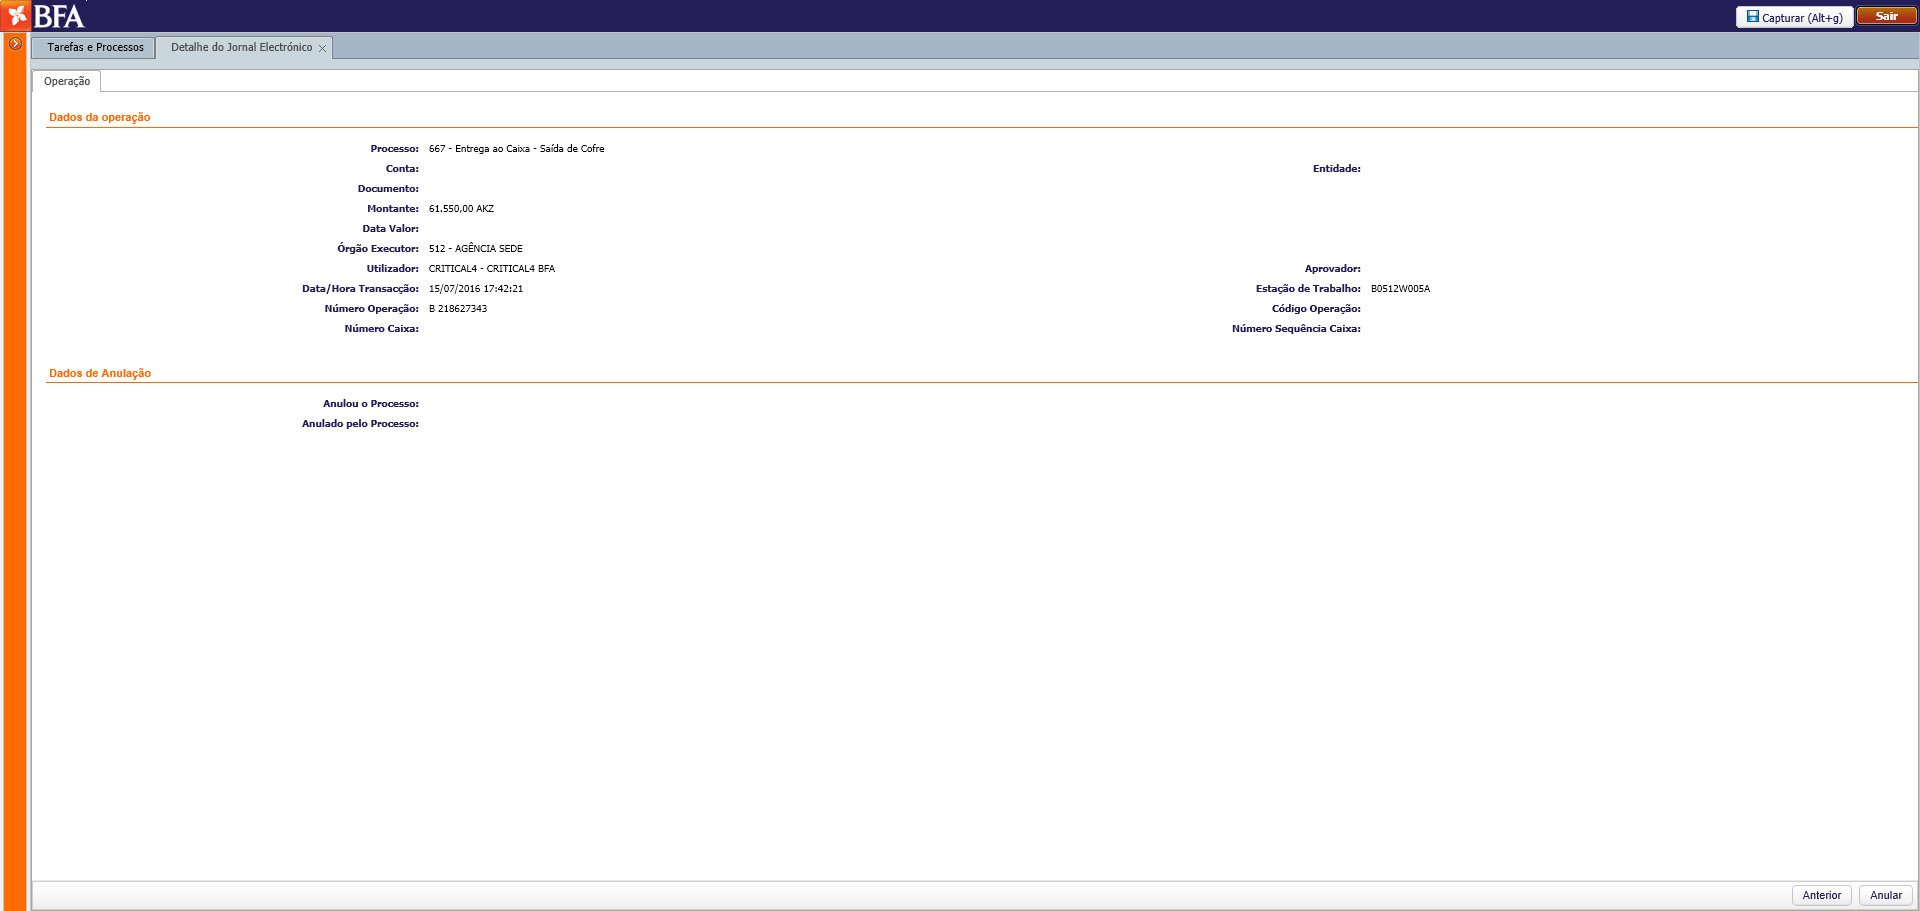 BFA
Capturar (Alt+g)
Sair
Tarefas e Processos
Detalhe do Jornal Electrónico
Operação
Dados da operação
Processo: 667 - Entrega ao Caixa - Saída de Cofre
Conta: Entidade:
Documento:
Montante: 61.550,00 AKZ
Data Valor:
Órgão Executor: 512 - AGÊNCIA SEDE
Utilizador: CRITICAL4 - CRITICAL4 BFA Aprovador:
Data/Hora Transacção: 15/07/2016 17:42:21 Estação de Trabalho: B0512W005A
Número Operação: B 218627343 Código Operação:
Número Caixa: Número Sequência Caixa:
Dados de Anulação
Anulou o Processo:
Anulado pelo Processo:
Anterior
Anular